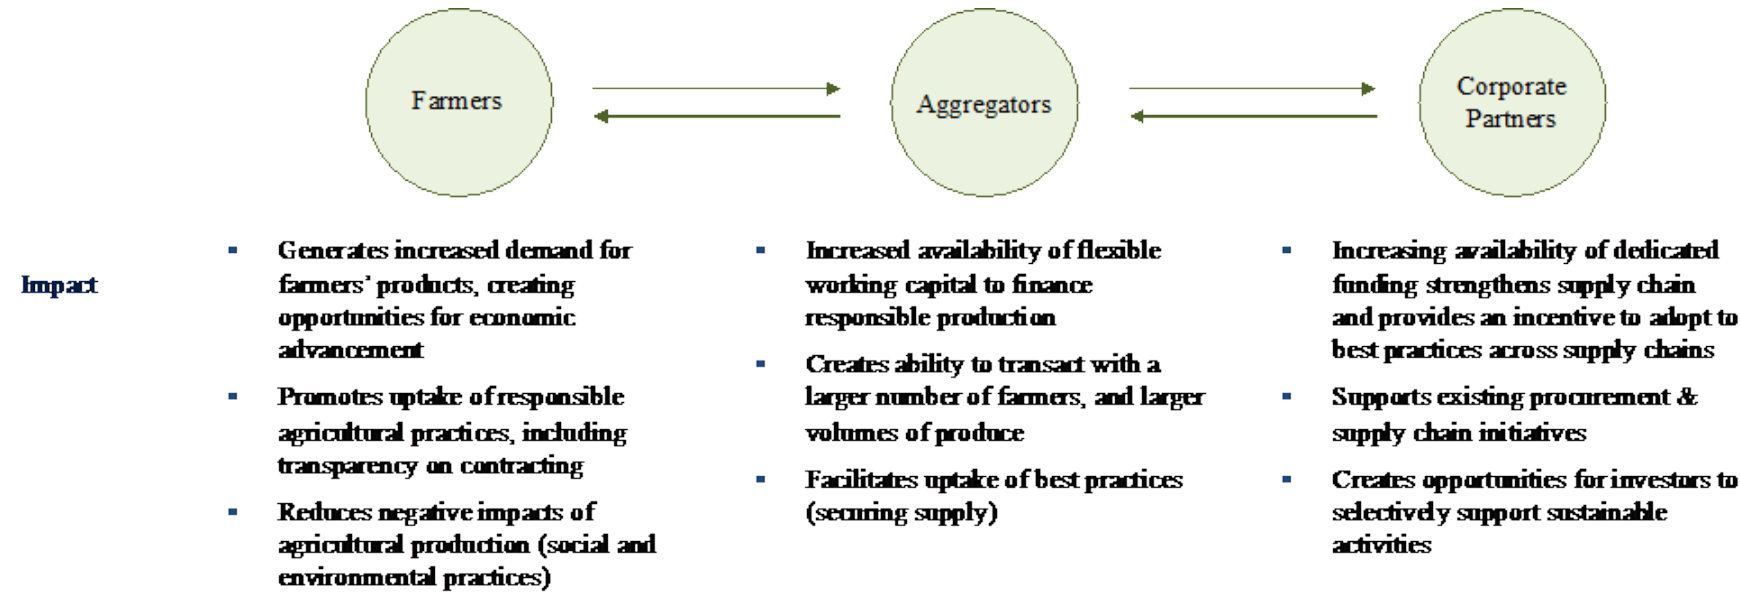 Farmers
Aggregators
Corporate
Partners
Impact
▪ Generates increased demand for
farmers' products, creating
opportunities for economic
advancement
▪ Promotes uptake of responsible
agricultural practices, including
transparency on contracting
▪ Reduces negative impacts of
agricultural production (social and
environmental practices)
▪ Increased availability of flexible
working capital to finance
responsible production
▪ Creates ability to transact with a
larger number of farmers, and larger
volumes of produce
▪ Facilitates uptake of best practices
(securing supply)
▪ Increasing availability of dedicated
funding strengthens supply chain
and provides an incentive to adopt to
best practices across supply chains
▪ Supports existing procurement &
supply chain initiatives
▪ Creates opportunities for investors to
selectively support sustainable
activities